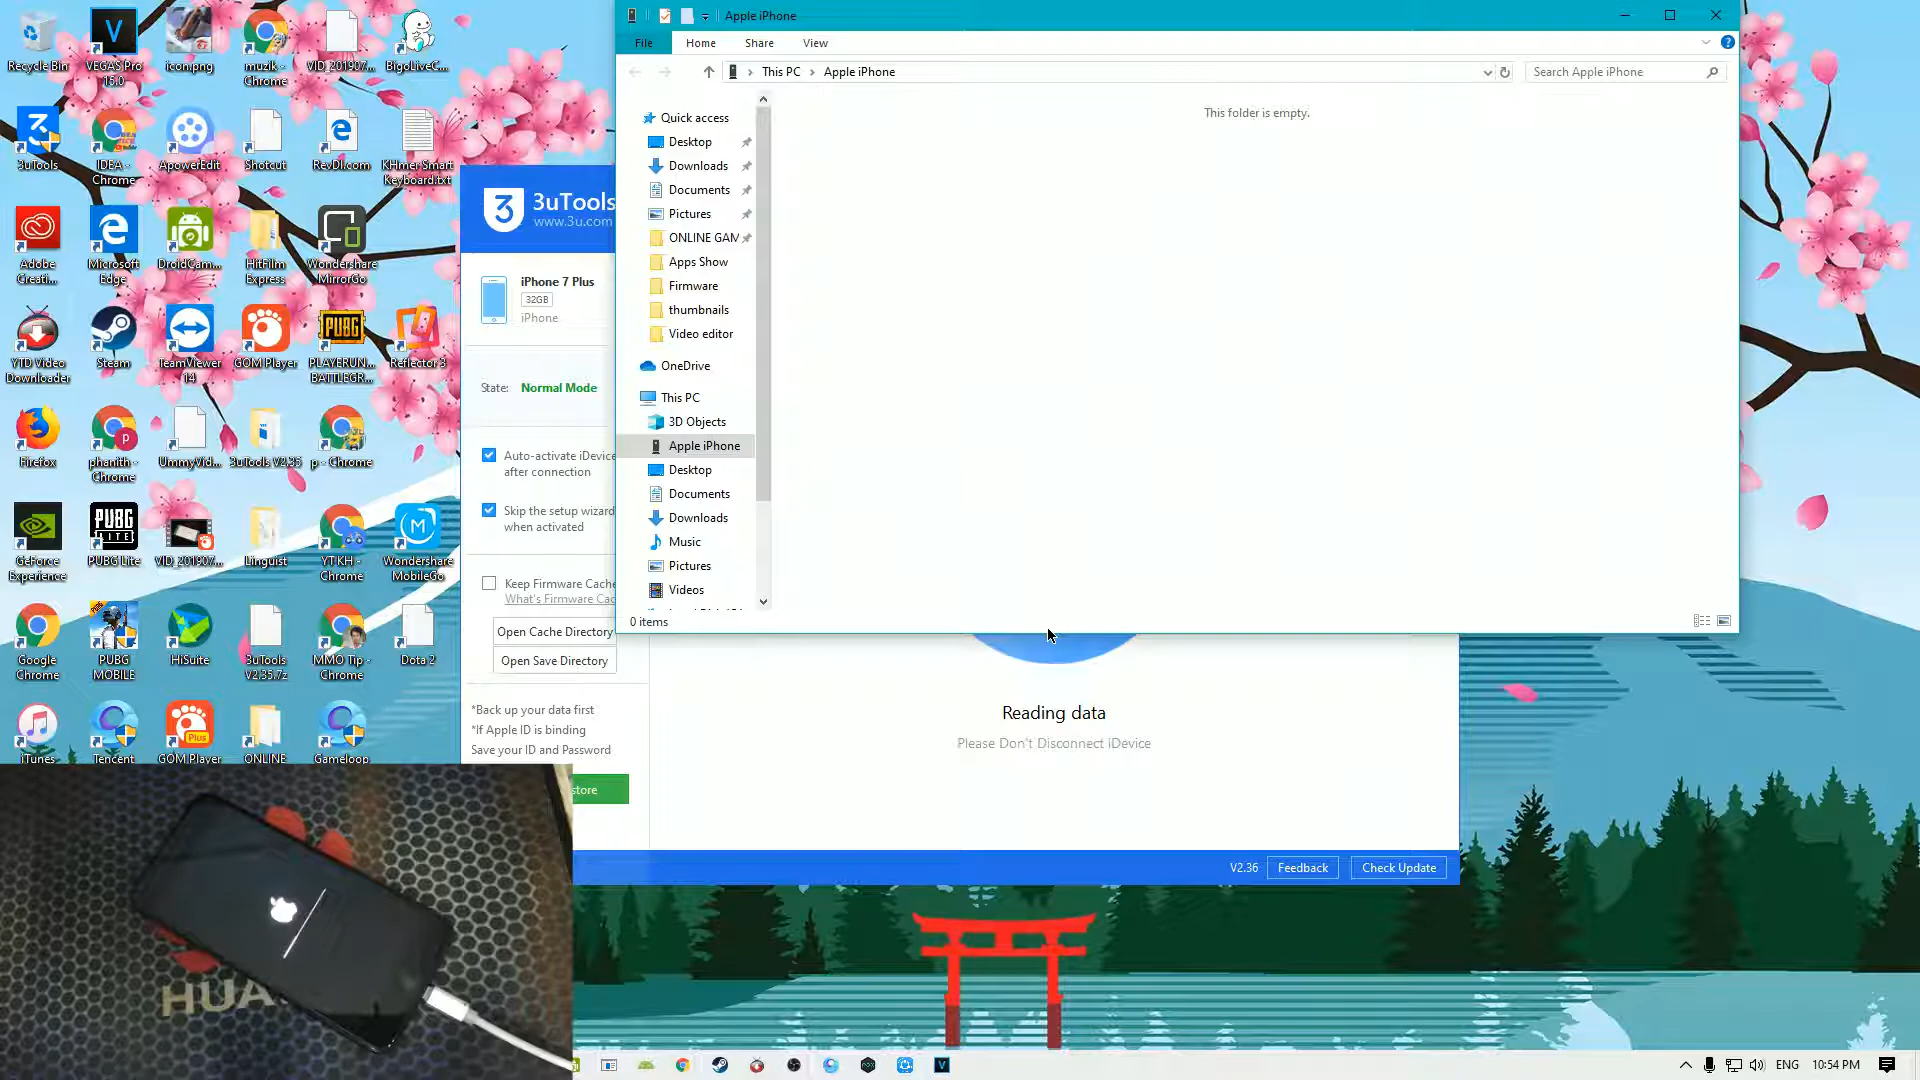 Apple iPhone
File Home Share View
This PC Apple iPhone
Search Apple iPhone
This folder is empty.
Quick access
Desktop
Downloads
Documents
Pictures
ONLINE GAM
Apps Show
Firmware
thumbnails
Video editor
OneDrive
This PC
3D Objects
Apple iPhone
Desktop
Documents
Downloads
Music
Pictures
Videos
0 items
Recycle Bin
VEGAS Pro
15.0
icon.png
muzik -
Chrome
VID_201907...
BigoLiveC...
3uTools
IDEA -
Chrome
ApowerEdit
Shotcut
RevDl.com
KHmer Smart
Keyboard.txt
Adobe
Creati...
Microsoft
Edge
DroidCam...
HitFilm
Express
Wondershare
MirrorGo
YTD Video
Downloader
Steam
TeamViewer
14
GOM Player
PUBG
PLAYERUN...
BATTLEGR...
Reflector 3
Firefox
phanith -
Chrome
UmmyVid...
3uTools V2.35
p - Chrome
GeForce
Experience
PUBG
LITE
PUBG Lite
VID_201907...
Linguist
YT KH -
Chrome
Wondershare
MobileGo
Google
Chrome
PUBG
MOBILE
HiSuite
3uTools
V2.35.7z
MMO Tip -
Chrome
Dota 2
iTunes
Tencent
Plus
GOM Player
ONLINE
Gameloop
3uTools
www.3u.com
iPhone 7 Plus
32GB
iPhone
State: Normal Mode
Auto-activate iDevice
after connection
Skip the setup wizard
when activated
Keep Firmware Cache
What's Firmware Cac
Open Cache Directory
Open Save Directory
*Back up your data first
*If Apple ID is binding
Save your ID and Password
store
Reading data
Please Don't Disconnect iDevice
V2.36 Feedback Check Update
HUA
ENG 10:54 PM